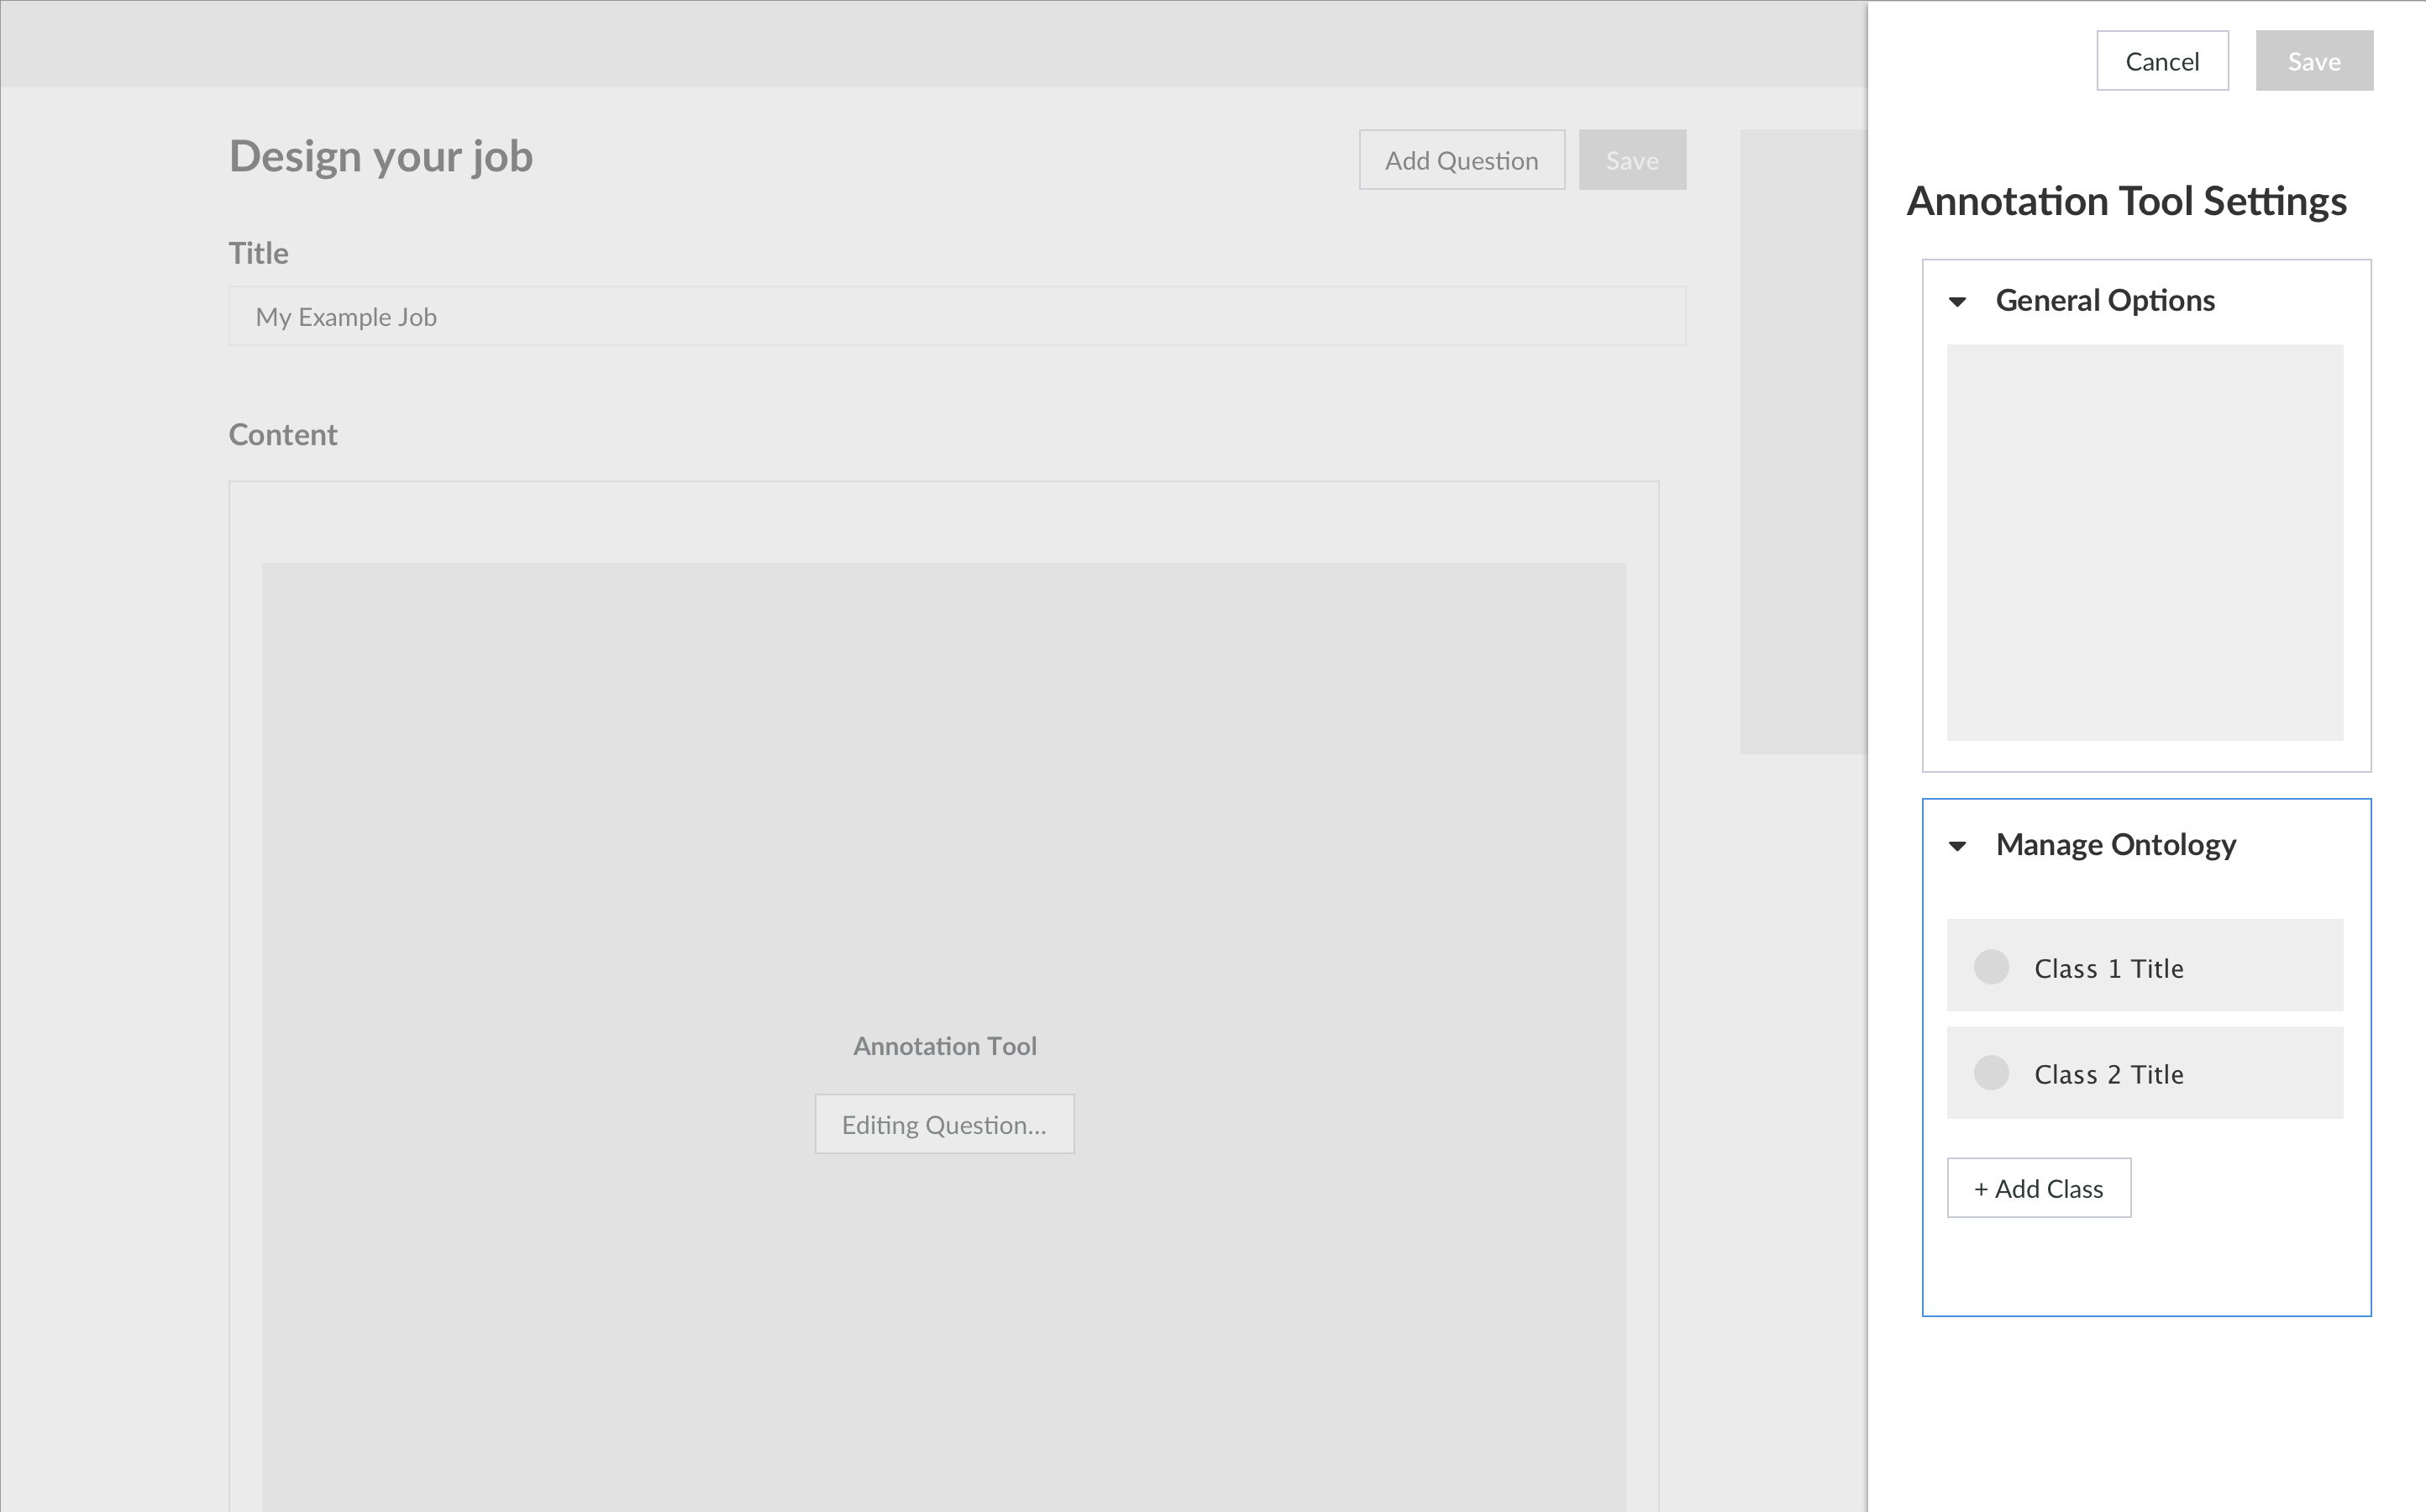 Cancel
Save
Design your job
Add Question
Save
Title
My Example Job
Content
Annotation Tool
Editing Question...
Annotation Tool Settings
General Options
Manage Ontology
Class 1 Title
Class 2 Title
+ Add Class